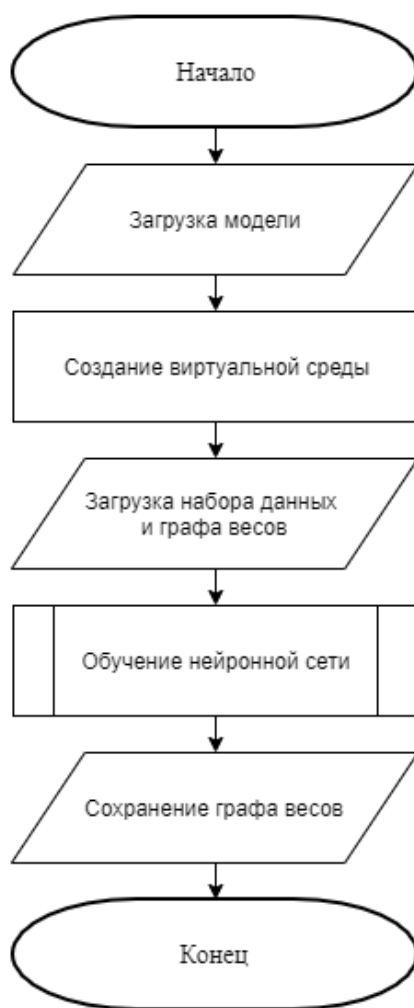 Начало
Загрузка модели
Создание виртуальной среды
Загрузка набора данных
и графа весов
Обучение нейронной сети
Сохранение графа весов
Конец